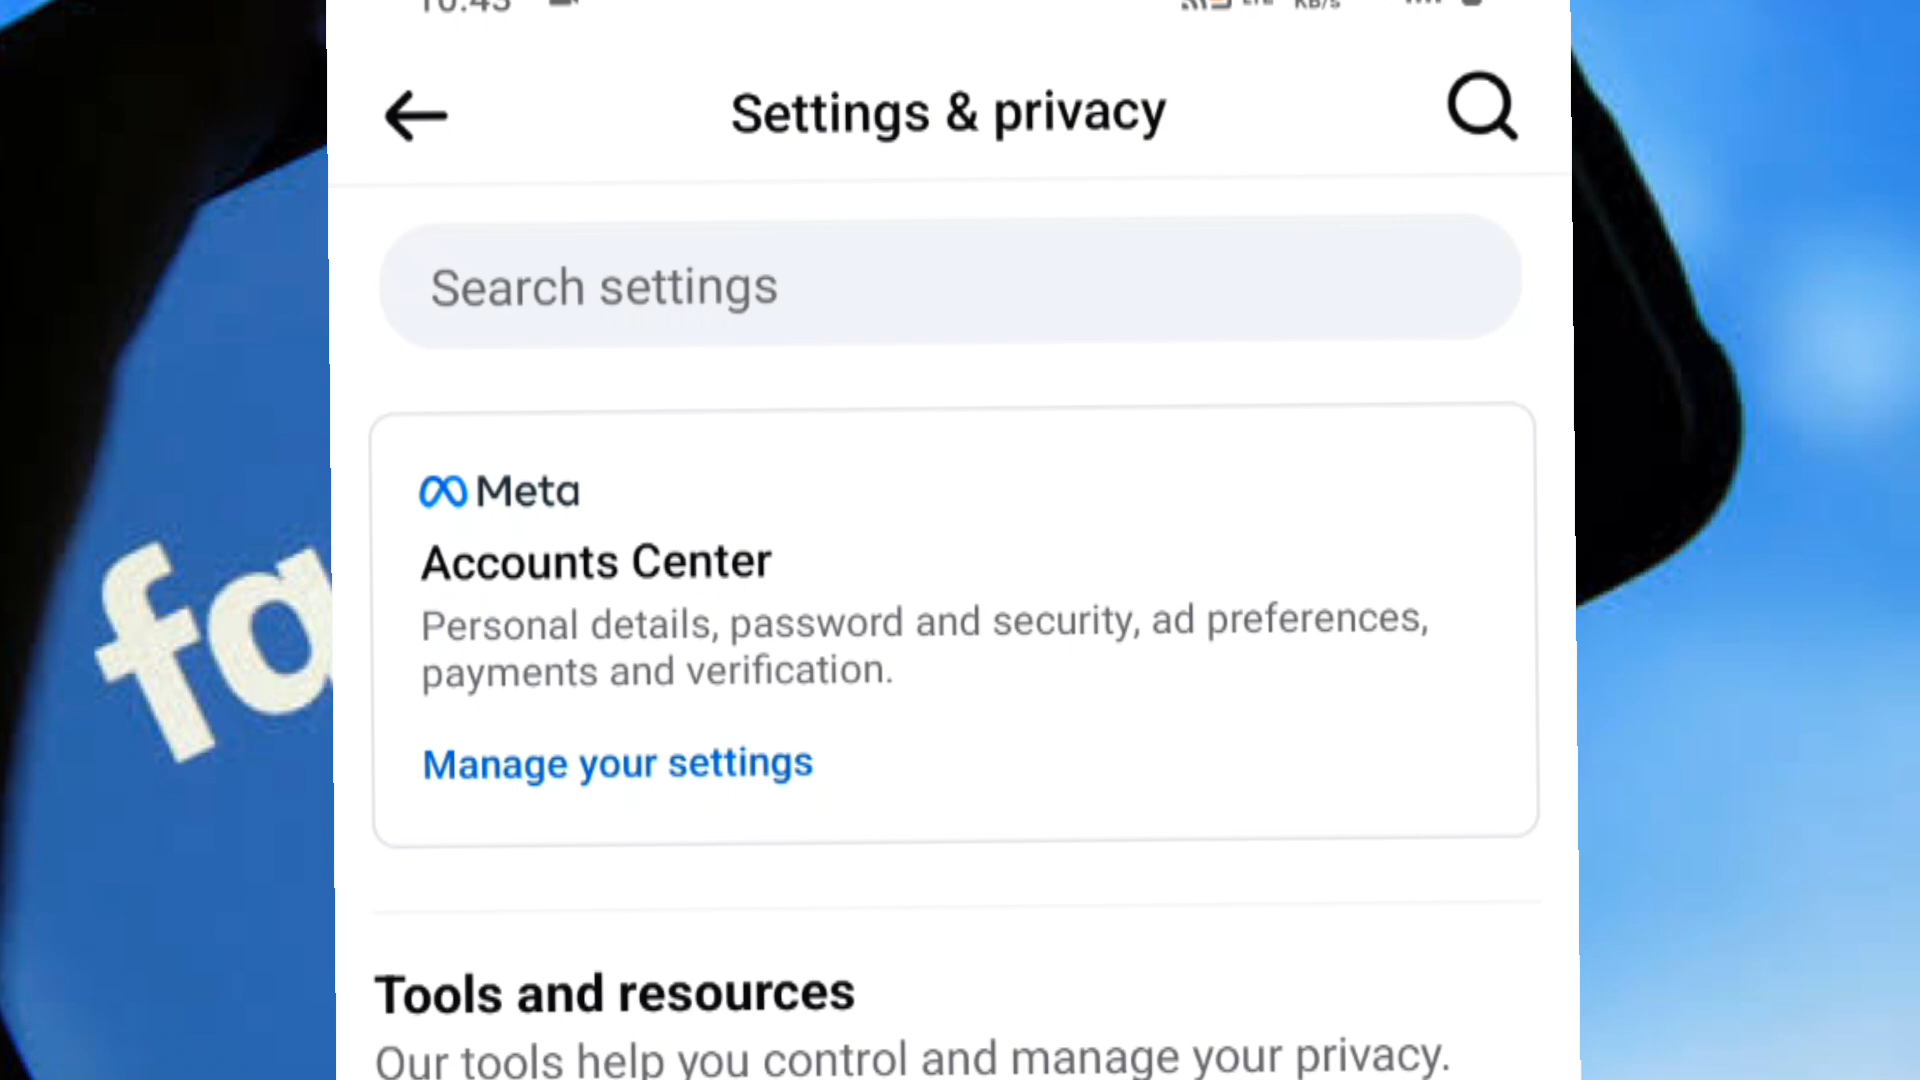 Settings & privacy
Search settings
Meta
Accounts Center
Personal details, password and security, ad preferences,
payments and verification.
Manage your settings
Tools and resources
Our tools help you control and manage your privacy.
fa